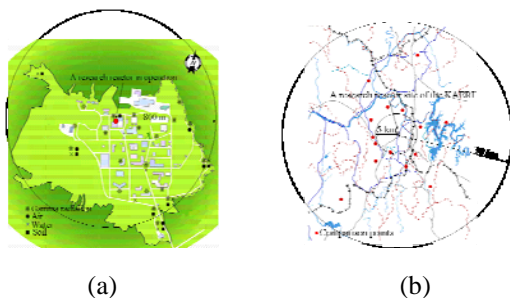 A research reactor in operation
800 m
Gamma
Air
Water
Soil
A research reactor site of the KAERI
5 km
Comparison points
(a)
(b)